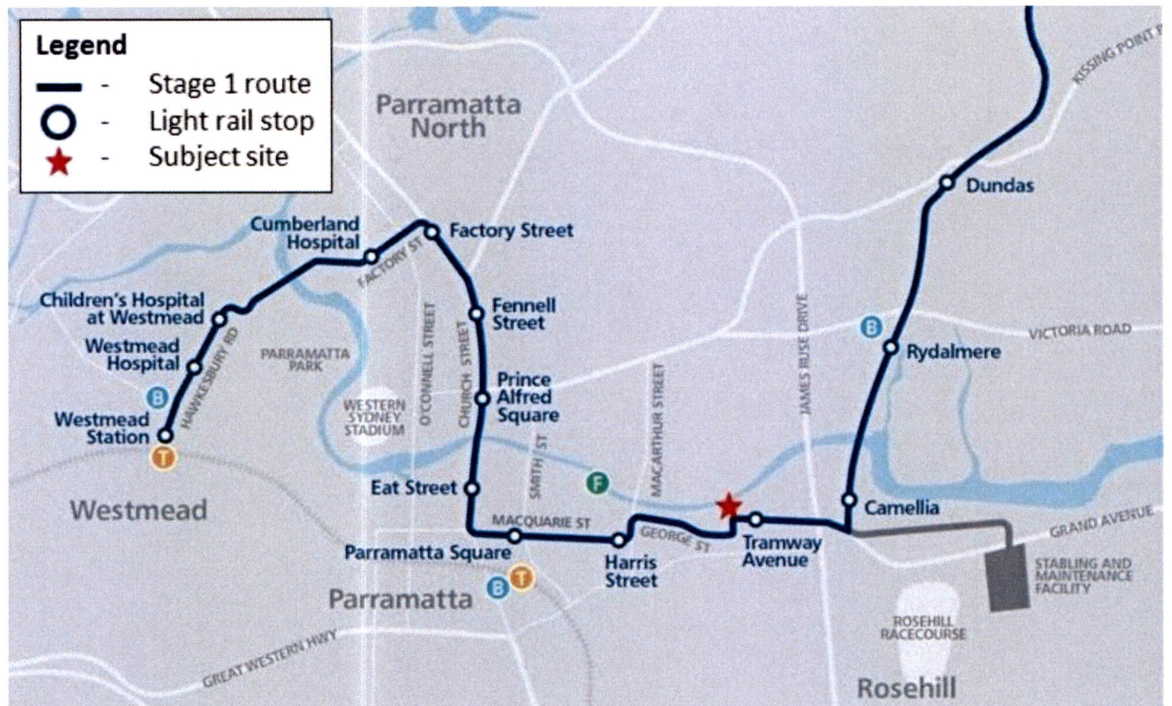 Legend
- Stage 1 route
- Light rail stop
- Subject site
Parramatta
North
KISSING POINT
Dundas
Cumberland
Hospital
Factory Street
FACTORY ST
Children's Hospital
at Westmead
Westmead
Hospital
HAWKESBURY RD
PARRAMATTA
PARK
O'CONNELL STREET
CHURCH STREET
Fennell
Street
JAMES RUSE DRIVE
B
VICTORIA ROAD
Rydalmere
Prince
Alfred
Square
MACARTHUR STREET
B
WESTERN
SYDNEY
STADIUM
Westmead
Station
T
SMITH ST
F
Eat Street
Westmead
MACQUARIE ST
GEORGE ST
Camellia
GRAND AVENUE
Parramatta Square
Harris
Street
Tramway
Avenue
B
T
STABLING AND
MAINTENANCE
FACILITY
Parramatta
ROSEHILL
RACECOURSE
GREAT WESTERN HWY
Rosehill